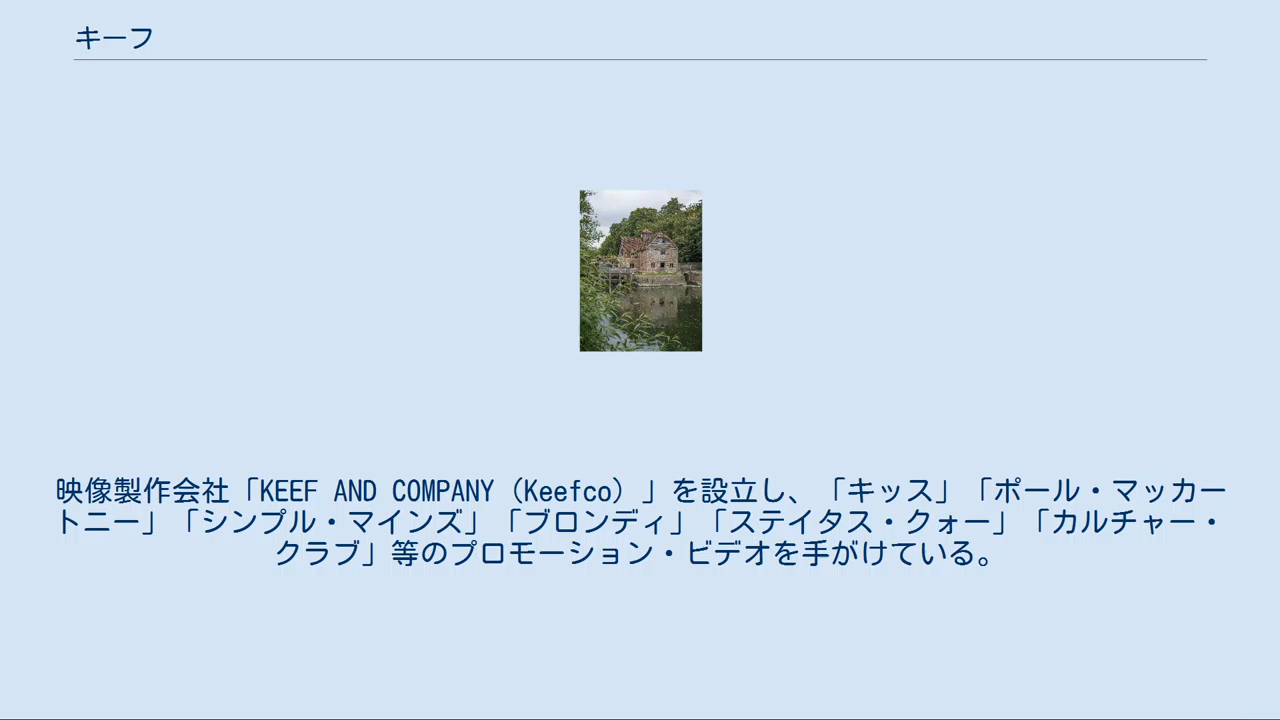 キーフ
映像製作会社「KEEF AND COMPANY（Keefco）」を設立し、「キッス」「ポール・マッカー
トニー」「シンプル・マインズ」「ブロンディ」「ステイタス・クォー」「カルチャー・
クラブ」等のプロモーション・ビデオを手がけている。